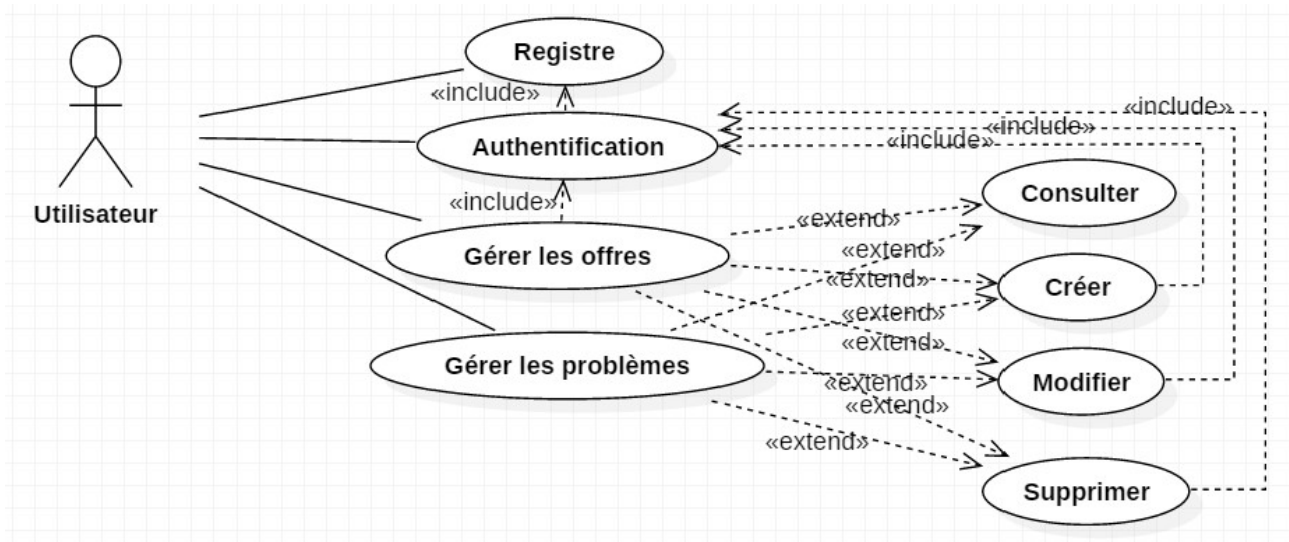 Registre
«include»
«include»
Authentification
«include»
«include»
Consulter
«include»
Utilisateur
«extend»
Gérer les offres
«extend»
«extend»
Créer
«extend»
«extend»
Gérer les problèmes
«extend»
Modifier
«extend»
«extend»
Supprimer